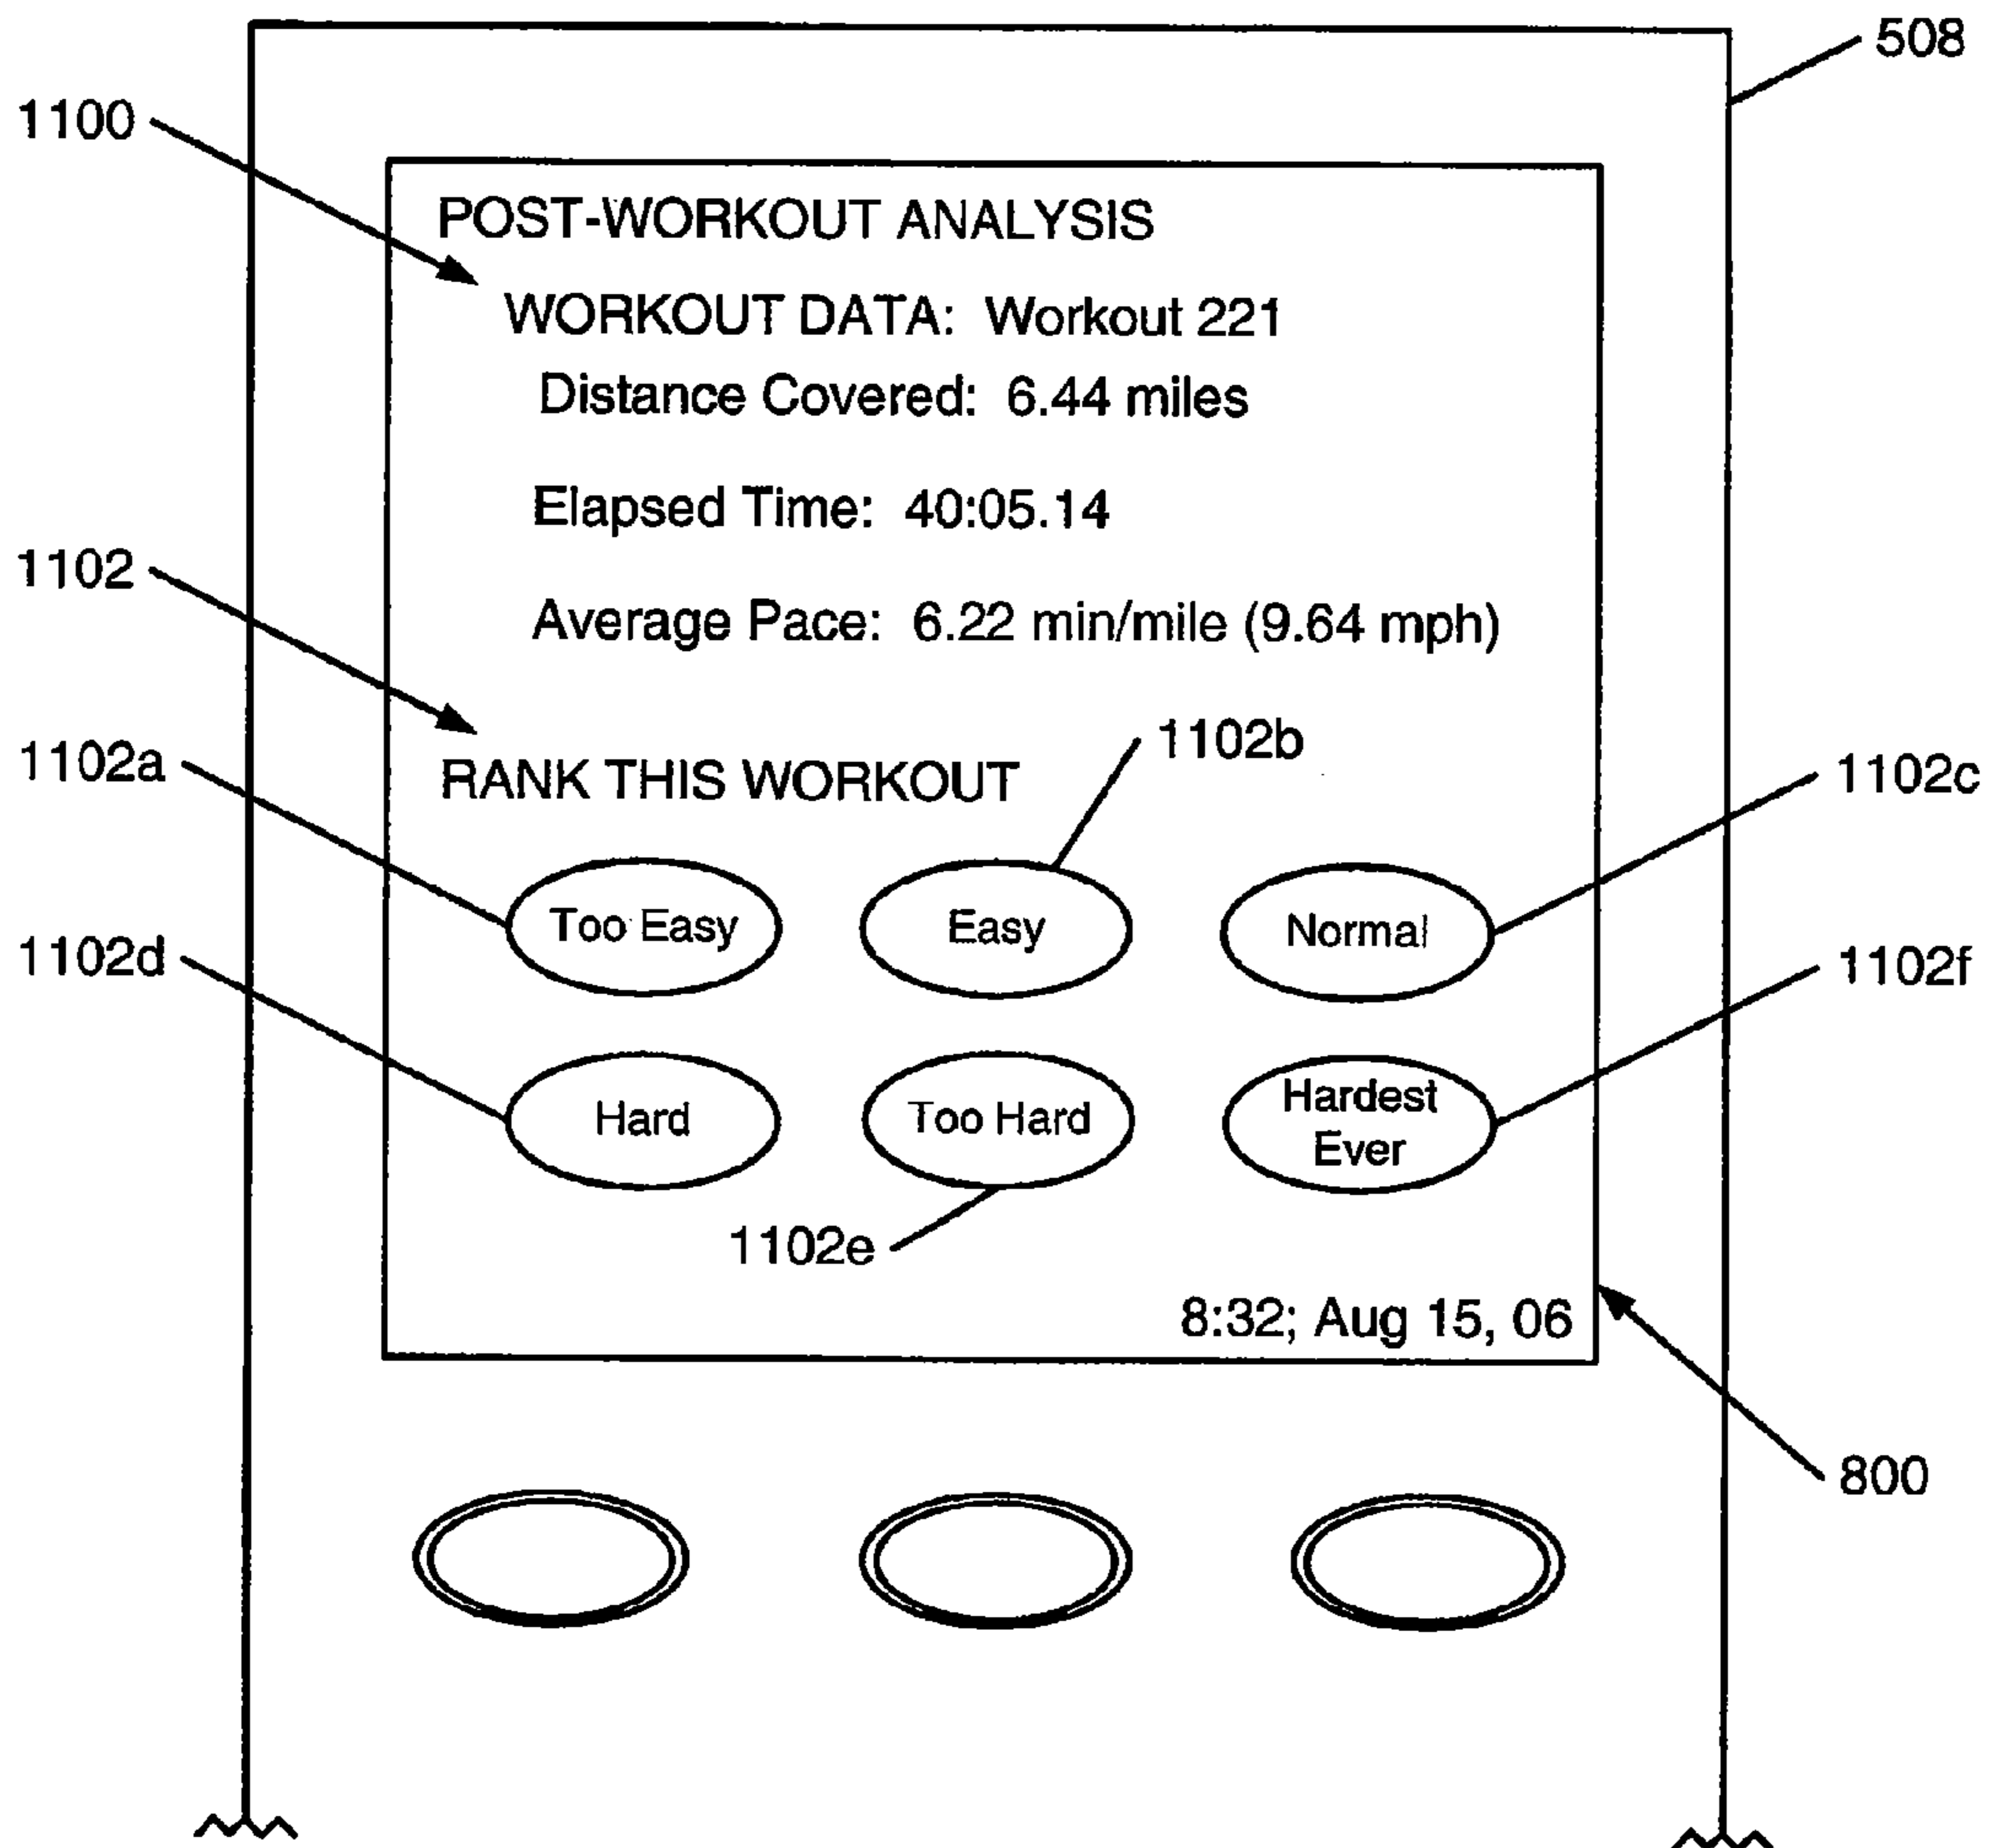 508
1100
POST-WORKOUT ANALYSIS
WORKOUT DATA: Workout 221
Distance Covered: 6.44 miles
Elapsed Time: 40:05.14
1102
Average Pace: 6.22 min/mile (9.64 mph)
1102b
1102a
RANK THIS WORKOUT
1102c
Too Easy
Easy
Normal
1102d
1102f
Hard
Too Hard
Hardest
Ever
1102e
8:32; Aug 15, 06
800